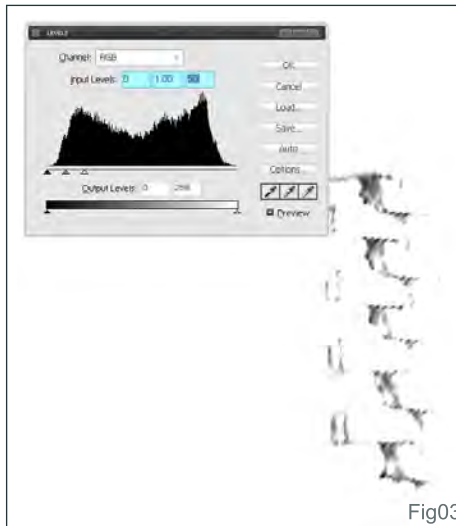 Levels
Channel: RGB
OK
Input Levels: 0 1.00 50
Cancel
Load...
Save...
Auto
Options...
Output Levels: 0 255
Preview
Fig03